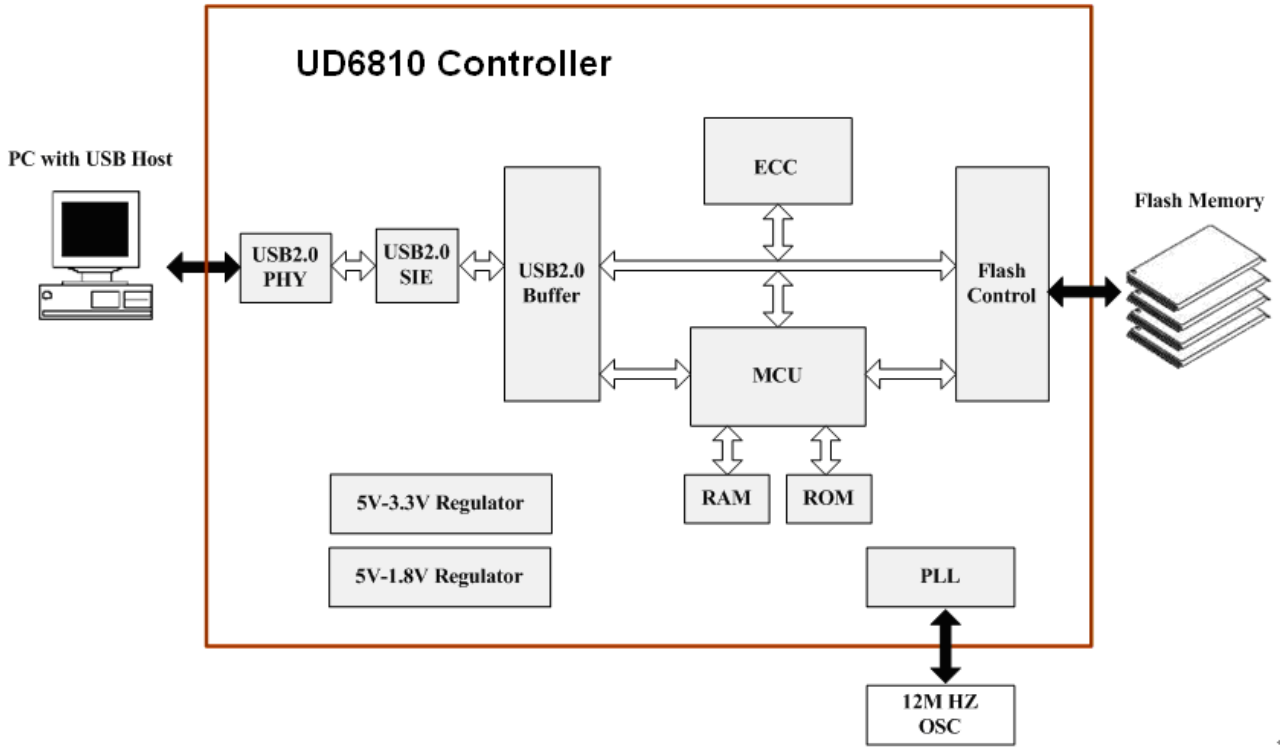 UD6810 Controller
PC with USB Host
ECC
Flash Memory
USB2.0
PHY
USB2.0
SIE
USB2.0
Buffer
Flash
Control
MCU
RAM
ROM
5V-3.3V Regulator
5V-1.8V Regulator
PLL
12M HZ
OSC